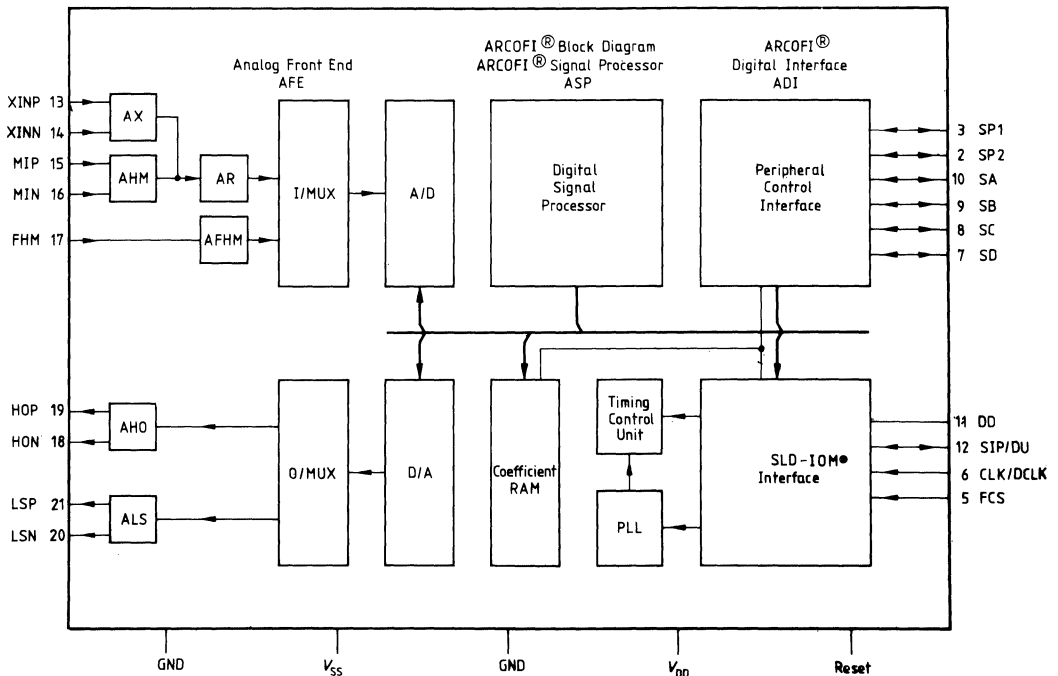 ARCOFI® Block Diagram
ARCOFI® Signal Processor
ASP
ARCOFI®
Digital Interface
ADI
Analog Front End
AFE
XINP 13
XINN 14
MIP 15
MIN 16
FHM 17
AX
AHM
AR
AFHM
I/MUX
A/D
Digital
Signal
Processor
Peripheral
Control
Interface
3 SP1
2 SP2
10 SA
9 SB
8 SC
7 SD
HOP 19
HON 18
LSP 21
LSN 20
AHO
ALS
O/MUX
D/A
Coefficient
RAM
Timing
Control
Unit
PLL
SLD-IOM®
Interface
11 DD
12 SIP/DU
6 CLK/DCLK
5 FCS
GND
VSS
GND
VDD
Reset